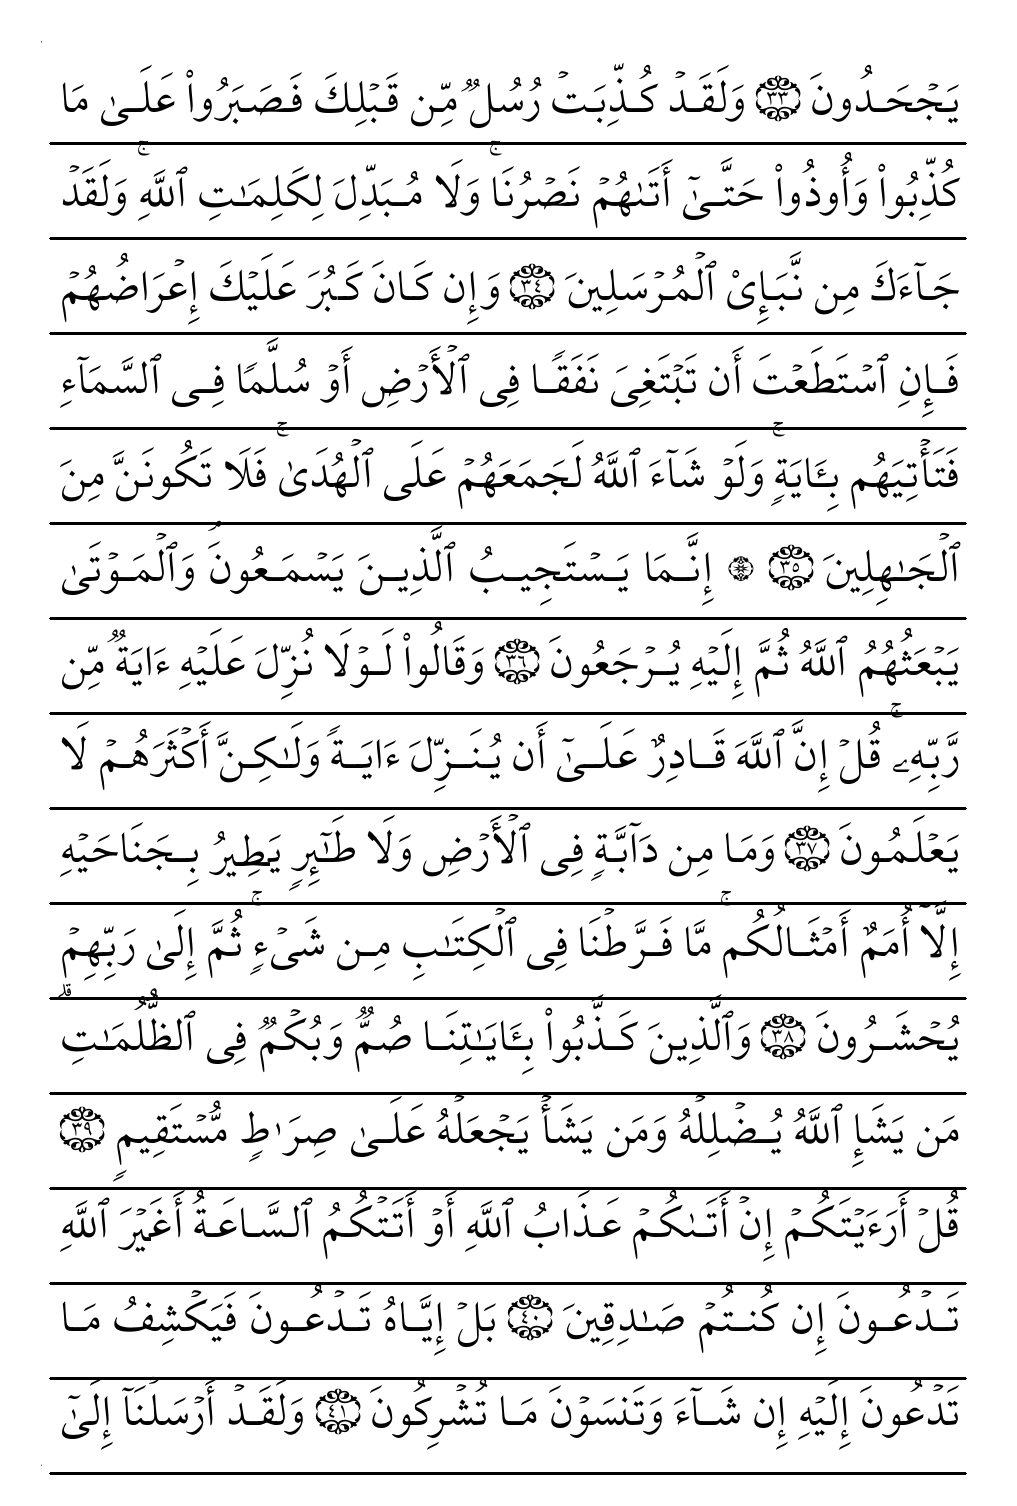 يَجۡحَدُونَ ٣٣ وَلَقَدۡ كُذِّبَتۡ رُسُلٞ مِّن قَبۡلِكَ فَصَبَرُواْ عَلَىٰ مَا
كُذِّبُواْ وَأُوذُواْ حَتَّىٰٓ أَتَىٰهُمۡ نَصۡرُنَاۚ وَلَا مُبَدِّلَ لِكَلِمَٰتِ ٱللَّهِۚ وَلَقَدۡ
جَآءَكَ مِن نَّبَإِيْ ٱلۡمُرۡسَلِينَ ٣٤ وَإِن كَانَ كَبُرَ عَلَيۡكَ إِعۡرَاضُهُمۡ
فَإِنِ ٱسۡتَطَعۡتَ أَن تَبۡتَغِيَ نَفَقٗا فِي ٱلۡأَرۡضِ أَوۡ سُلَّمٗا فِي ٱلسَّمَآءِ
فَتَأۡتِيَهُم بِـَٔايَةٖۚ وَلَوۡ شَآءَ ٱللَّهُ لَجَمَعَهُمۡ عَلَى ٱلۡهُدَىٰۚ فَلَا تَكُونَنَّ مِنَ
ٱلۡجَٰهِلِينَ ٣٥ ۞ إِنَّمَا يَسۡتَجِيبُ ٱلَّذِينَ يَسۡمَعُونَۘ وَٱلۡمَوۡتَىٰ
يَبۡعَثُهُمُ ٱللَّهُ ثُمَّ إِلَيۡهِ يُرۡجَعُونَ ٣٦ وَقَالُواْ لَوۡلَا نُزِّلَ عَلَيۡهِ ءَايَةٞ مِّن
رَّبِّهِۦۚ قُلۡ إِنَّ ٱللَّهَ قَادِرٌ عَلَىٰٓ أَن يُنَزِّلَ ءَايَةٗ وَلَٰكِنَّ أَكۡثَرَهُمۡ لَا
يَعۡلَمُونَ ٣٧ وَمَا مِن دَآبَّةٖ فِي ٱلۡأَرۡضِ وَلَا طَٰٓئِرٖ يَطِيرُ بِجَنَاحَيۡهِ
إِلَّآ أُمَمٌ أَمۡثَالُكُمۚ مَّا فَرَّطۡنَا فِي ٱلۡكِتَٰبِ مِن شَيۡءٖۚ ثُمَّ إِلَىٰ رَبِّهِمۡ
يُحۡشَرُونَ ٣٨ وَٱلَّذِينَ كَذَّبُواْ بِـَٔايَٰتِنَا صُمّٞ وَبُكۡمٞ فِي ٱلظُّلُمَٰتِۗ
مَن يَشَإِ ٱللَّهُ يُضۡلِلۡهُ وَمَن يَشَأۡ يَجۡعَلۡهُ عَلَىٰ صِرَٰطٖ مُّسۡتَقِيمٖ ٣٩
قُلۡ أَرَءَيۡتَكُمۡ إِنۡ أَتَىٰكُمۡ عَذَابُ ٱللَّهِ أَوۡ أَتَتۡكُمُ ٱلسَّاعَةُ أَغَيۡرَ ٱللَّهِ
تَدۡعُونَ إِن كُنتُمۡ صَٰدِقِينَ ٤٠ بَلۡ إِيَّاهُ تَدۡعُونَ فَيَكۡشِفُ مَا
تَدۡعُونَ إِلَيۡهِ إِن شَآءَ وَتَنسَوۡنَ مَا تُشۡرِكُونَ ٤١ وَلَقَدۡ أَرۡسَلۡنَآ إِلَىٰٓ